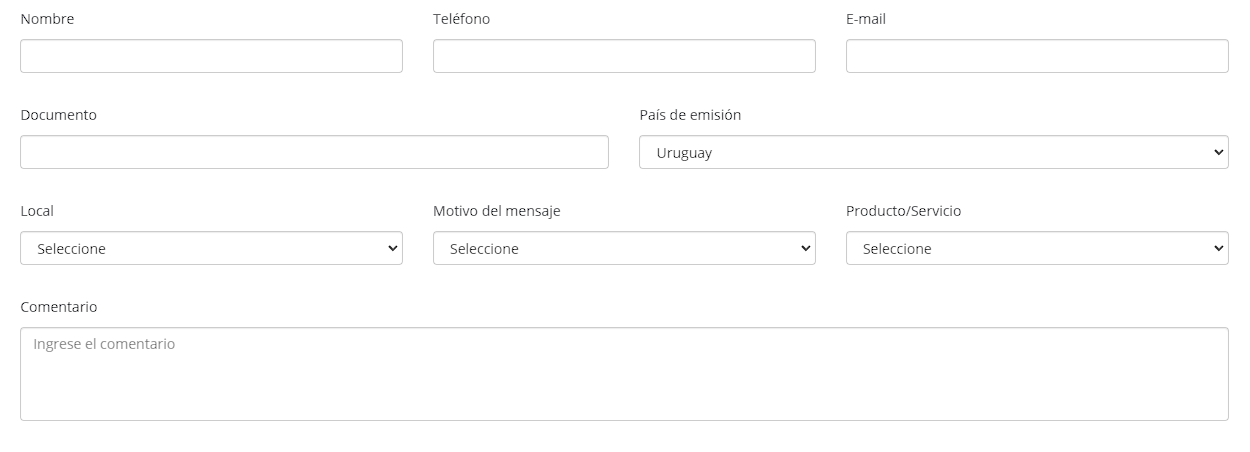 Nombre Teléfono E-mail
Documento País de emisión
Uruguay
Local Motivo del mensaje Producto/Servicio
Seleccione Seleccione Seleccione
Comentario
Ingrese el comentario